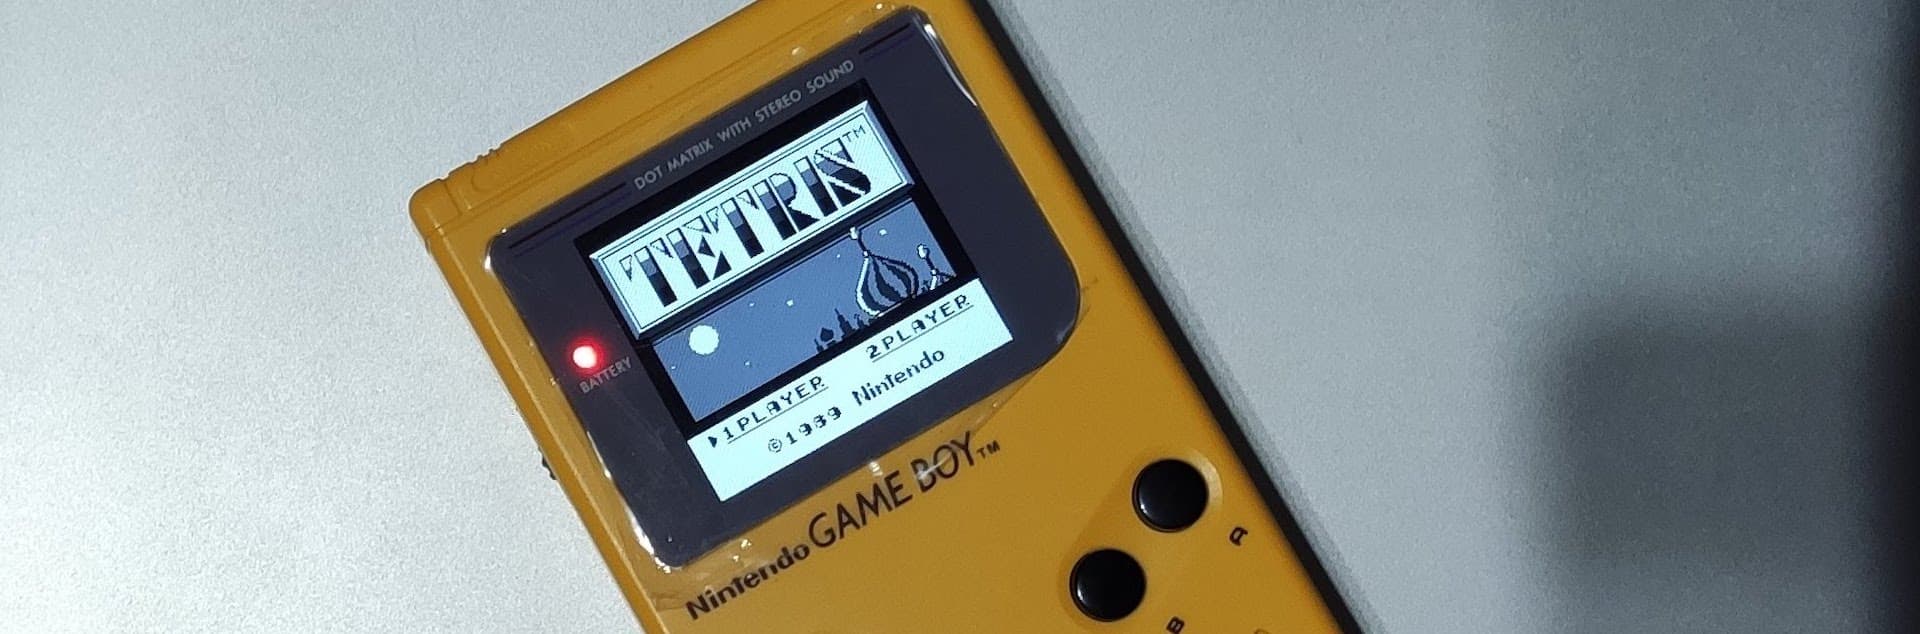 DOT MATRIX WITH STEREO SOUND
TETRIS™
BATTERY
▶1PLAYER 2PLAYER
©1989 Nintendo
Nintendo GAME BOY™
A
B